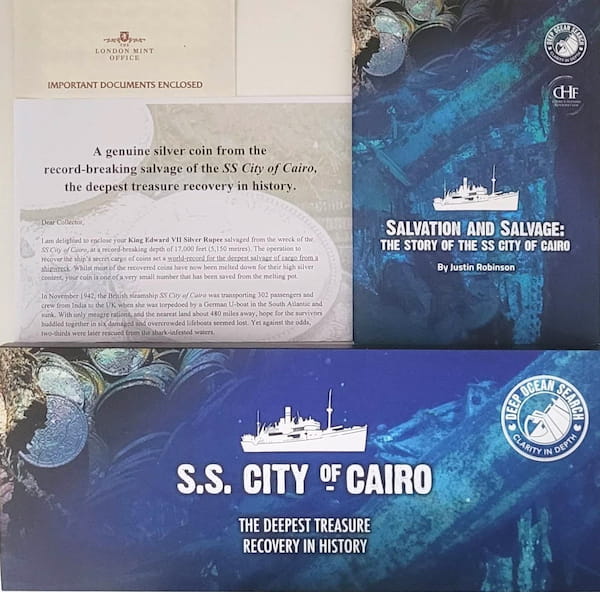 THE
LONDON MINT
OFFICE
IMPORTANT DOCUMENTS ENCLOSED
A genuine silver coin from the
record-breaking salvage of the SS City of Cairo,
the deepest treasure recovery in history.
Dear Collector,
I am delighted to enclose your King Edward VII Silver Rupee salvaged from the wreck of the
SS City of Cairo, at a record-breaking depth of 17,000 feet (5,150 metres). The operation to
recover the ship's secret cargo of coins set a world-record for the deepest salvage of cargo from a
shipwreck. Whilst most of the recovered coins have now been melted down for their high silver
content, your coin is one of a very small number that has been saved from the melting pot.
In November 1942, the British steamship SS City of Cairo was transporting 302 passengers and
crew from India to the UK when she was torpedoed by a German U-boat in the South Atlantic and
sunk. With only meagre rations, and the nearest land about 480 miles away, hope for the survivors
huddled together in six damaged and overcrowded lifeboats seemed lost. Yet against the odds,
two-thirds were later rescued from the shark-infested waters.
DEEP OCEAN SEARCH
CLARITY IN DEPTH
CHF
SALVATION AND SALVAGE:
THE STORY OF THE SS CITY OF CAIRO
By Justin Robinson
DEEP OCEAN SEARCH
CLARITY IN DEPTH
S.S. CITY OF CAIRO
THE DEEPEST TREASURE
RECOVERY IN HISTORY